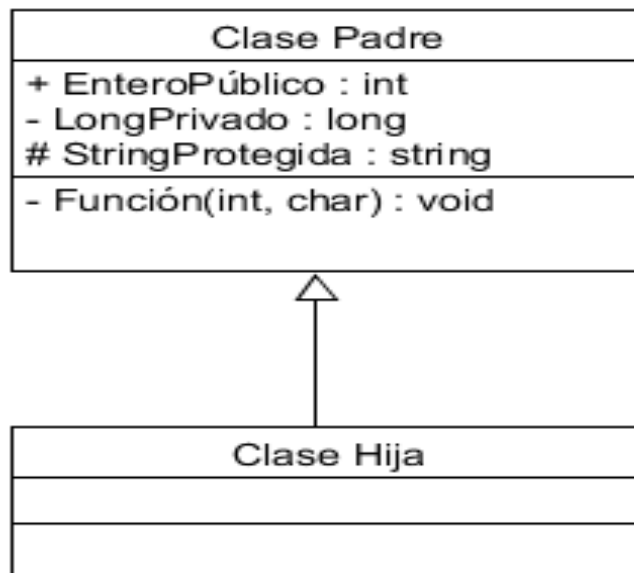 Clase Padre
+ EnteroPúblico : int
- LongPrivado : long
# StringProtegida : string
- Función(int, char) : void
Clase Hija